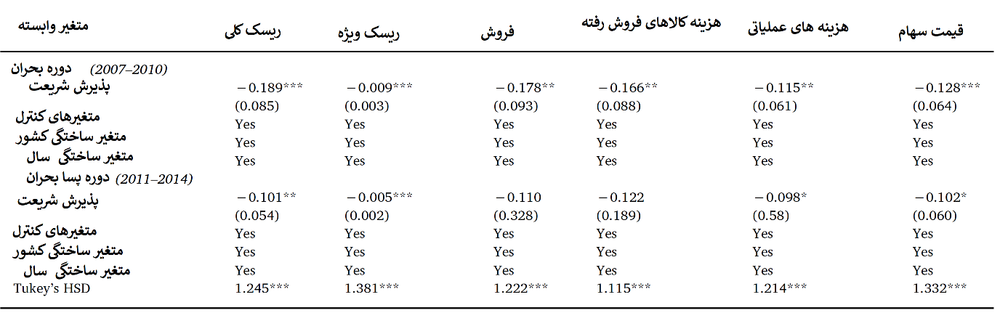 متغیر وابسته ریسک کلی ریسک ویژه فروش هزینه کالاهای فروش رفته هزینه های عملیاتی قیمت سهام
دوره بحران (2007–2010)
پذیرش شریعت −0.189*** −0.009*** −0.178** −0.166** −0.115** −0.128***
(0.085) (0.003) (0.093) (0.088) (0.061) (0.064)
متغیرهای کنترل Yes Yes Yes Yes Yes Yes
متغیر ساختگی کشور Yes Yes Yes Yes Yes Yes
متغیر ساختگی سال Yes Yes Yes Yes Yes Yes
دوره پسا بحران (2011–2014)
پذیرش شریعت −0.101** −0.005*** −0.110 −0.122 −0.098* −0.102*
(0.054) (0.002) (0.328) (0.189) (0.58) (0.060)
متغیرهای کنترل Yes Yes Yes Yes Yes Yes
متغیر ساختگی کشور Yes Yes Yes Yes Yes Yes
متغیر ساختگی سال Yes Yes Yes Yes Yes Yes
Tukey's HSD 1.245*** 1.381*** 1.222*** 1.115*** 1.214*** 1.332***